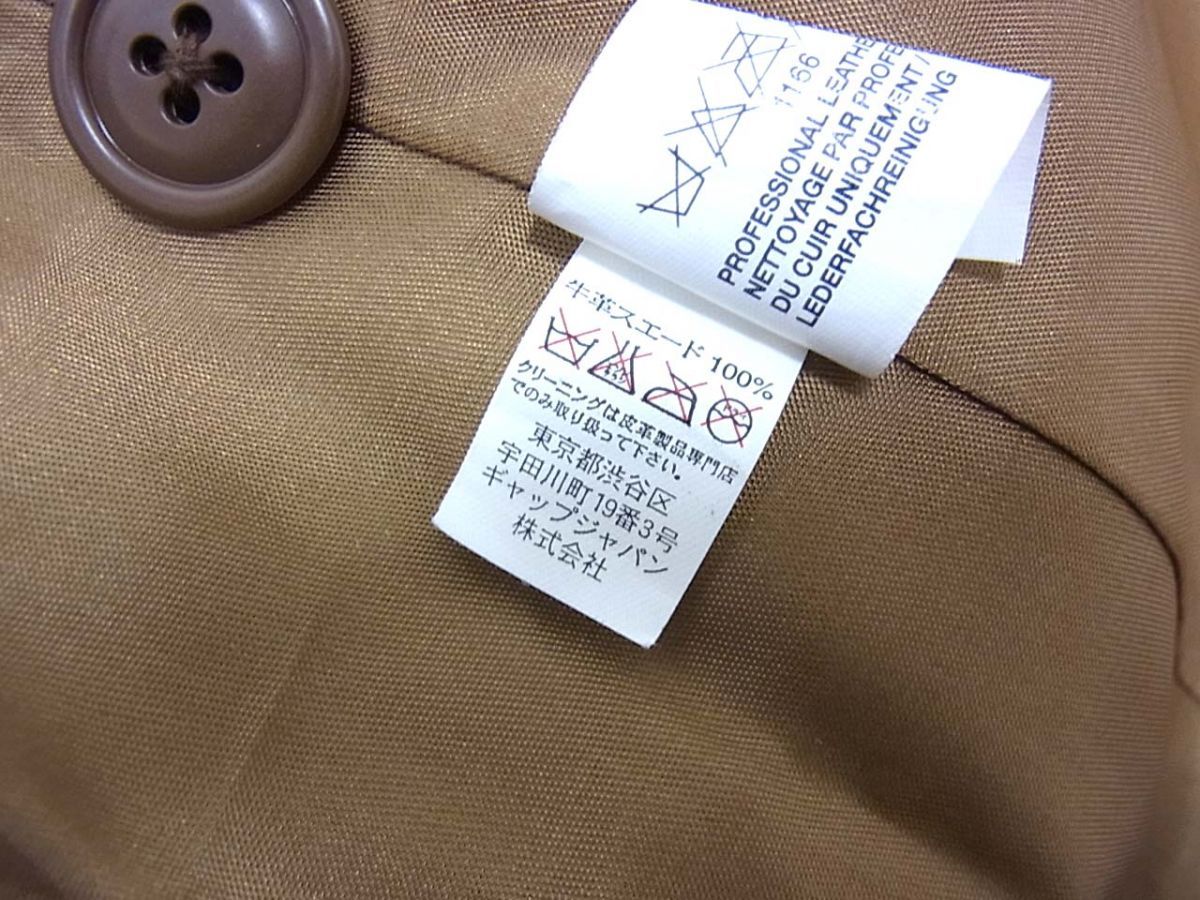 1166
PROFESSIONAL LEATHE
NETTOYAGE PAR PROFE
DU CUIR UNIQUEMENT/
LEDERFACHREINIGUNG
牛革スエード 100%
クリーニングは皮革製品専門店
でのみ取り扱って下さい。
東京都渋谷区
宇田川町19番3号
ギャップジャパン
株式会社